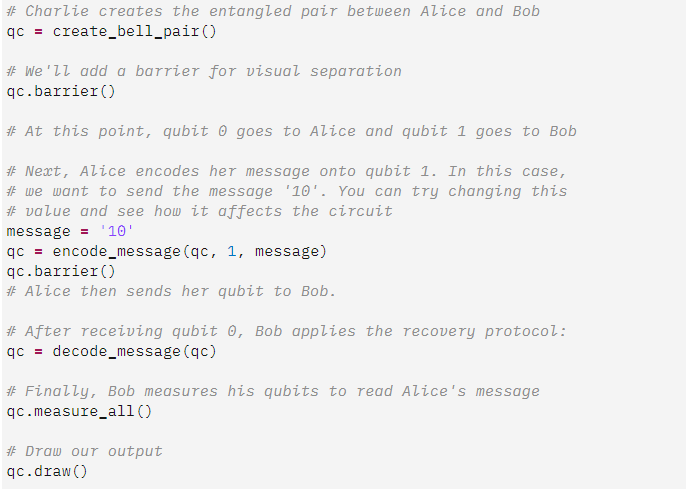 # Charlie creates the entangled pair between Alice and Bob
qc = create_bell_pair()
# We'll add a barrier for visual separation
qc.barrier()
# At this point, qubit 0 goes to Alice and qubit 1 goes to Bob
# Next, Alice encodes her message onto qubit 1. In this case,
# we want to send the message '10'. You can try changing this
# value and see how it affects the circuit
message = '10'
qc = encode_message(qc, 1, message)
qc.barrier()
# Alice then sends her qubit to Bob.
# After receiving qubit 0, Bob applies the recovery protocol:
qc = decode_message(qc)
# Finally, Bob measures his qubits to read Alice's message
qc.measure_all()
# Draw our output
qc.draw()